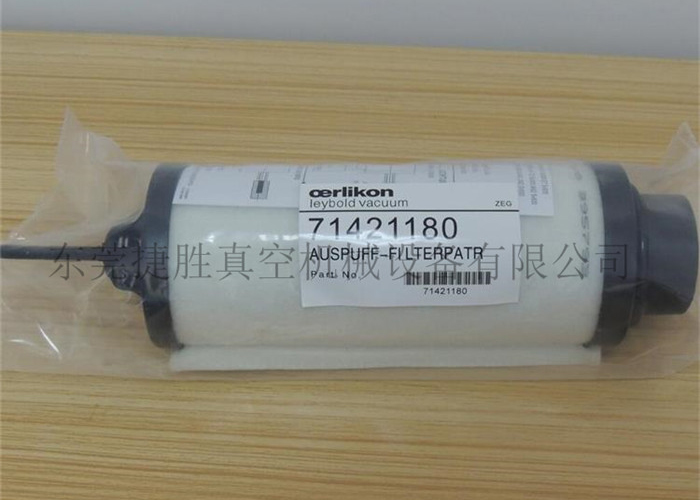 œrlikon
leybold vacuum
ZEG
71421180
东莞捷胜真空机械设备有限公司
AUSPUFF-FILTERPATR
Part No
71421180